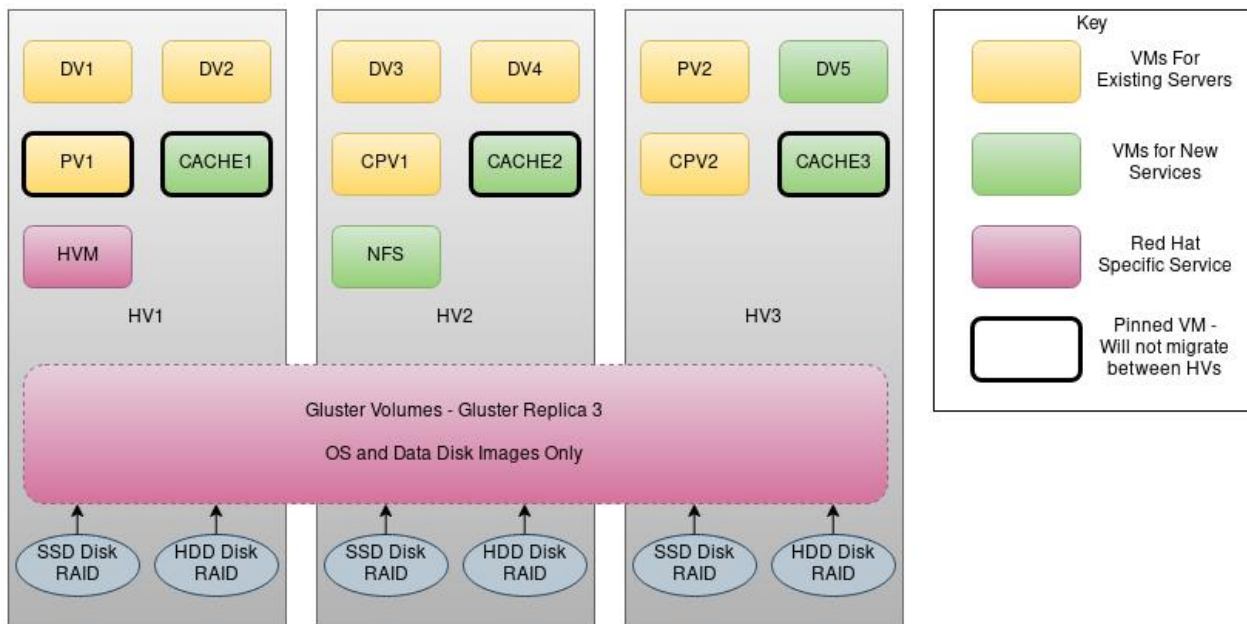 DV1
DV2
DV3
DV4
PV2
DV5
PV1
CACHE1
CPV1
CACHE2
CPV2
CACHE3
HVM
NFS
HV1
HV2
HV3
Gluster Volumes - Gluster Replica 3
OS and Data Disk Images Only
SSD Disk
RAID
HDD Disk
RAID
SSD Disk
RAID
HDD Disk
RAID
SSD Disk
RAID
HDD Disk
RAID
Key
VMs For
Existing Servers
VMs for New
Services
Red Hat
Specific Service
Pinned VM -
Will not migrate
between HVs